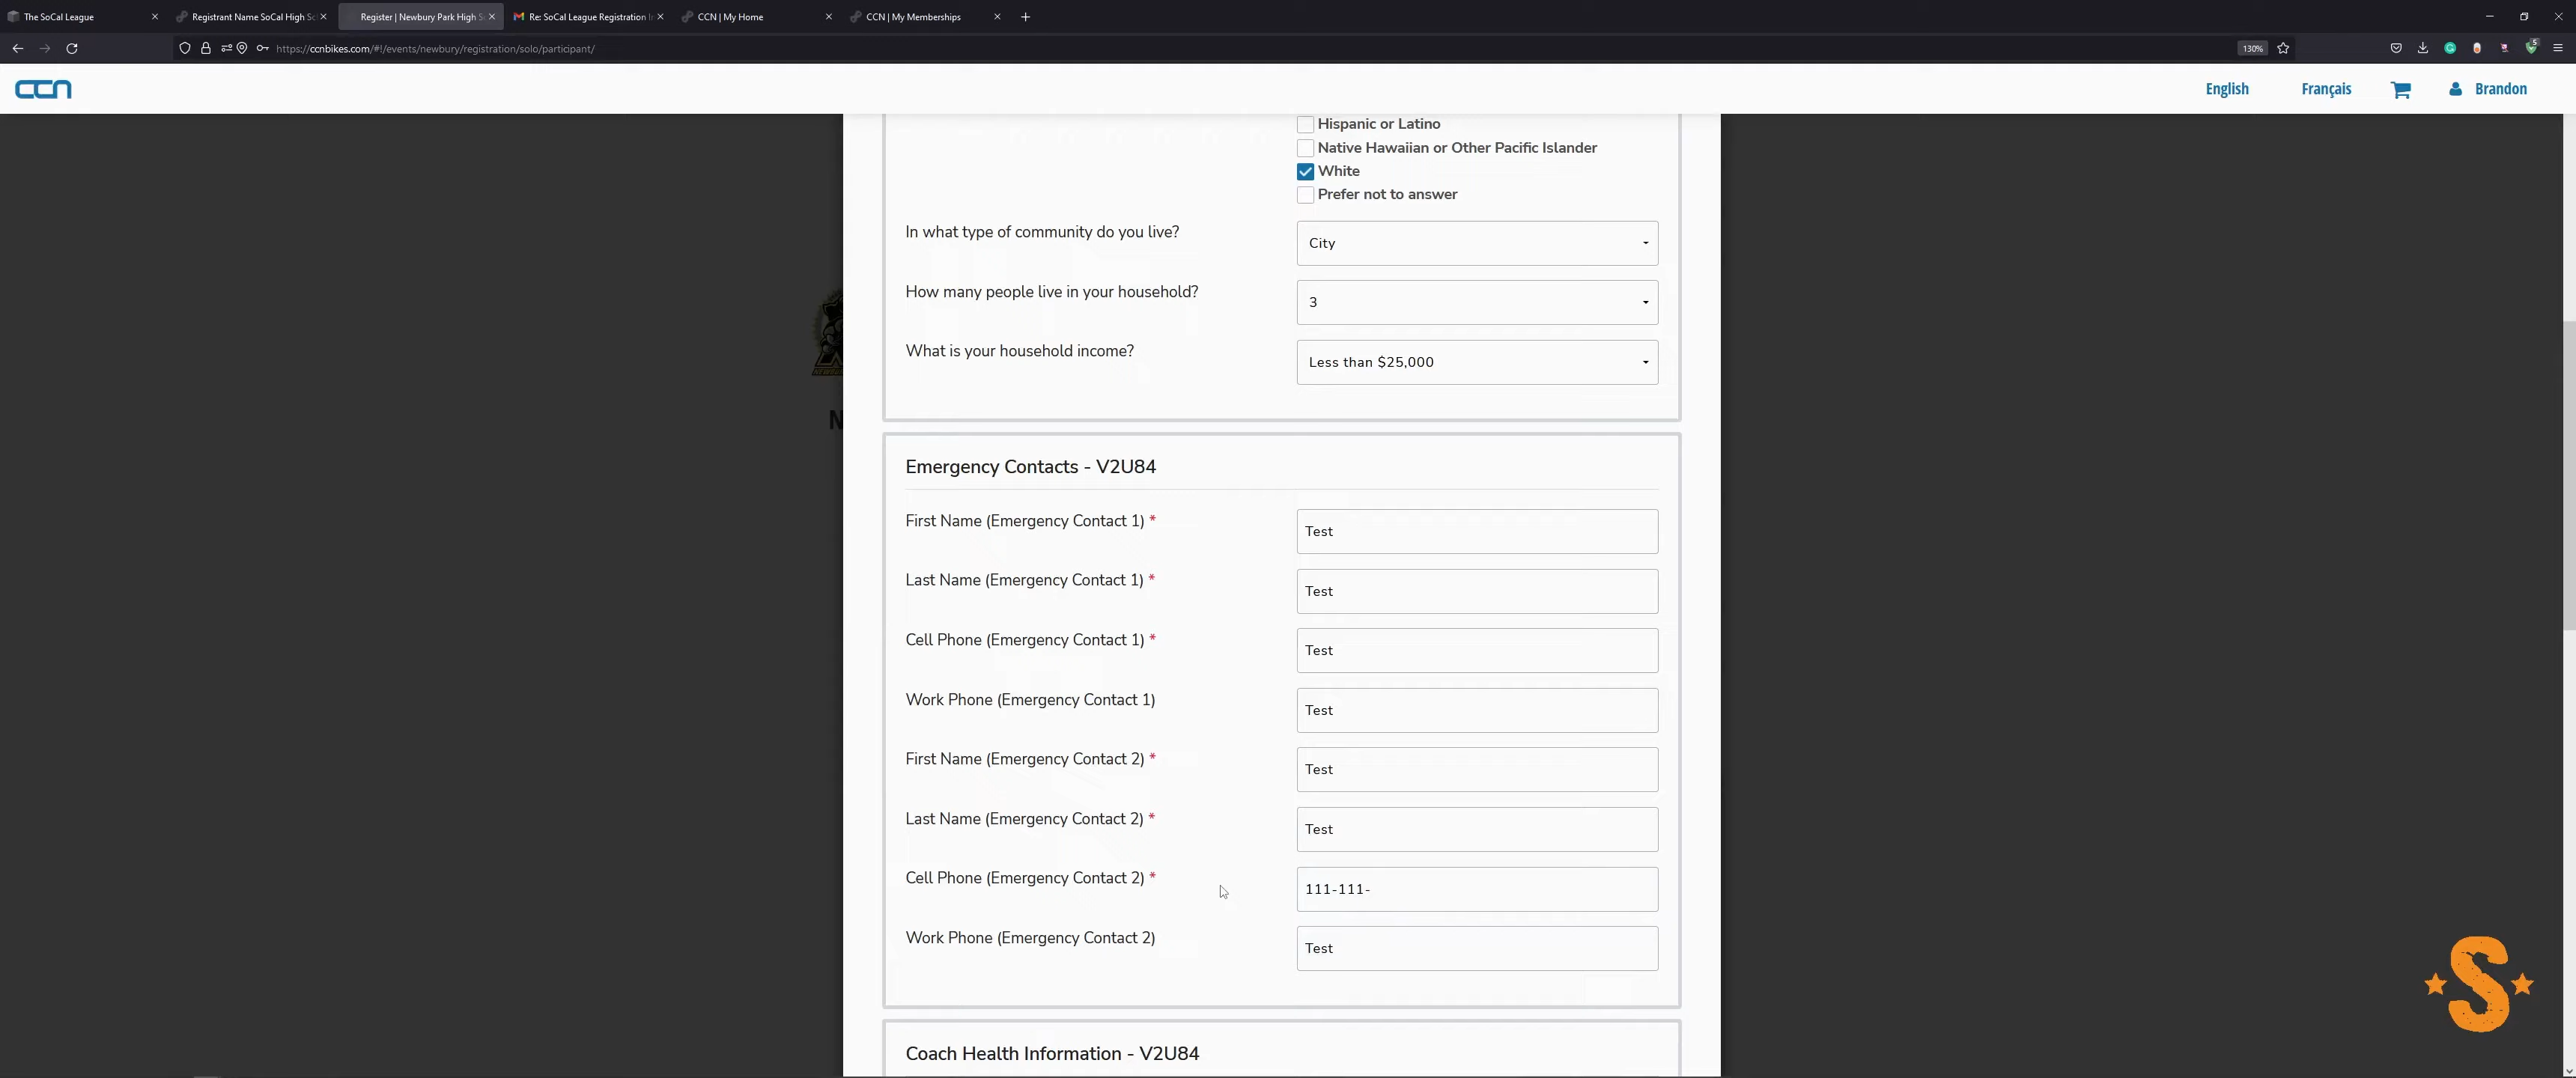 The SoCal League
Registrant Name SoCal High Sc
Register | Newbury Park High S
Re: SoCal League Registration I
CCN | My Home
CCN | My Memberships
https://ccnbikes.com/#!/events/newbury/registration/solo/participant/
130%
5
ccn
English
Français
Brandon
Hispanic or Latino
Native Hawaiian or Other Pacific Islander
White
Prefer not to answer
In what type of community do you live?
City
How many people live in your household?
3
What is your household income?
Less than $25,000
N
Emergency Contacts - V2U84
First Name (Emergency Contact 1) *
Test
Last Name (Emergency Contact 1) *
Test
Cell Phone (Emergency Contact 1) *
Test
Work Phone (Emergency Contact 1)
Test
First Name (Emergency Contact 2) *
Test
Last Name (Emergency Contact 2) *
Test
Cell Phone (Emergency Contact 2) *
111-111-
Work Phone (Emergency Contact 2)
Test
S
Coach Health Information - V2U84